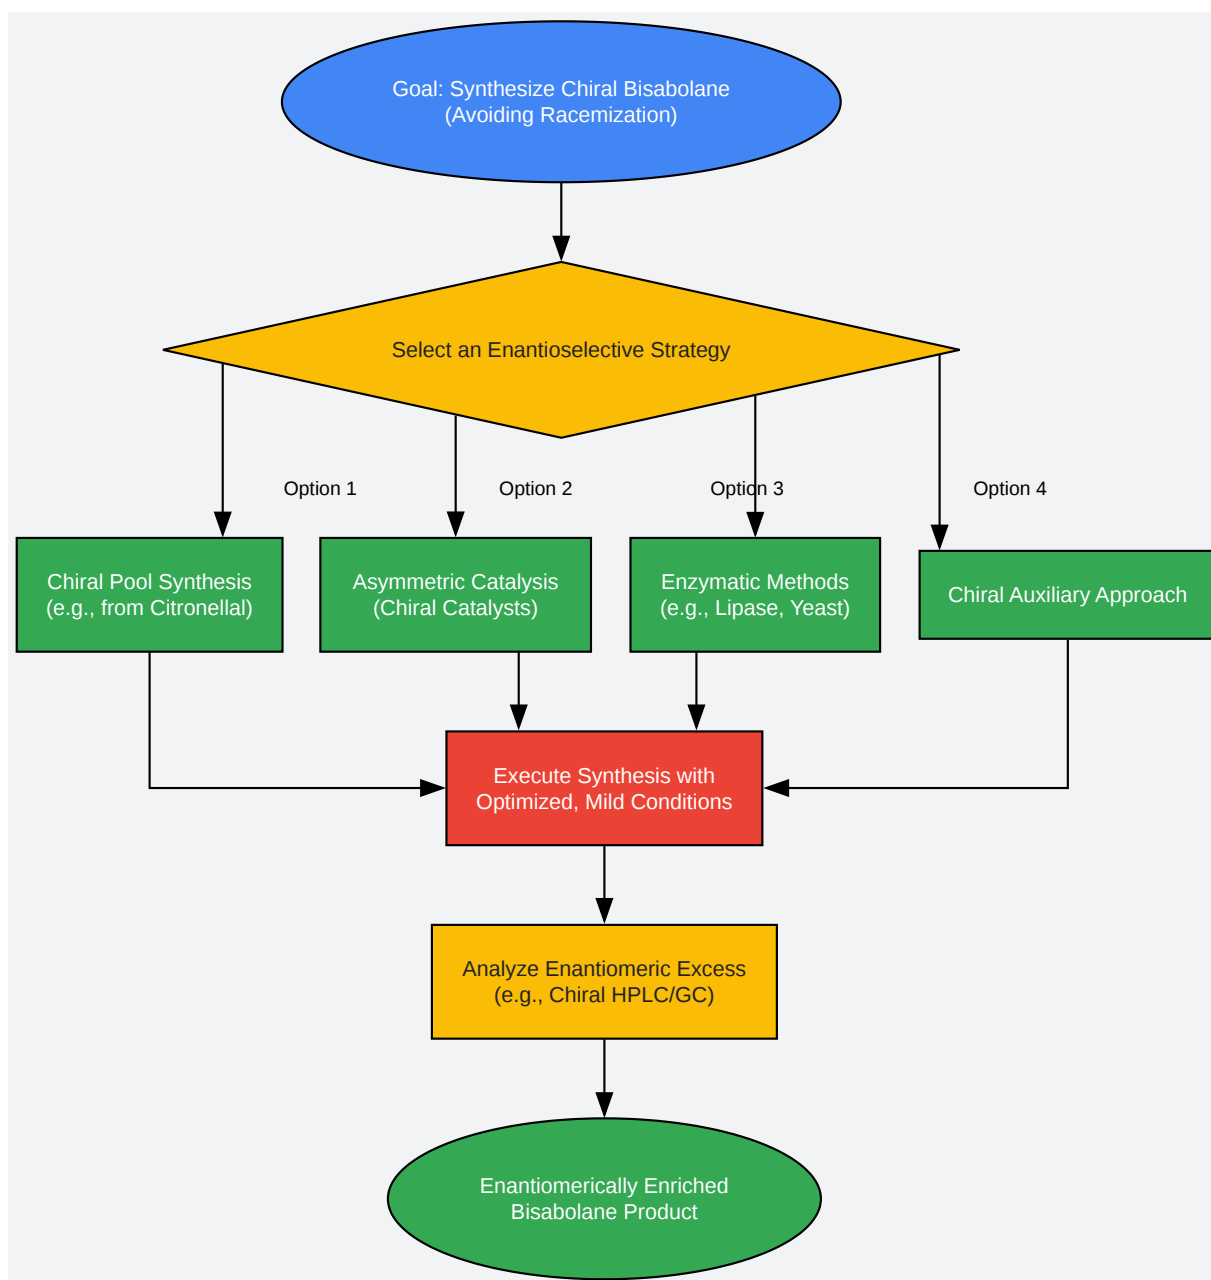 Goal: Synthesize Chiral Bisabolane
(Avoiding Racemization)
Select an Enantioselective Strategy
Option 1
Option 2
Option 3
Option 4
Chiral Pool Synthesis
(e.g., from Citronellal)
Asymmetric Catalysis
(Chiral Catalysts)
Enzymatic Methods
(e.g., Lipase, Yeast)
Chiral Auxiliary Approach
Execute Synthesis with
Optimized, Mild Conditions
Analyze Enantiomeric Excess
(e.g., Chiral HPLC/GC)
Enantiomerically Enriched
Bisabolane Product